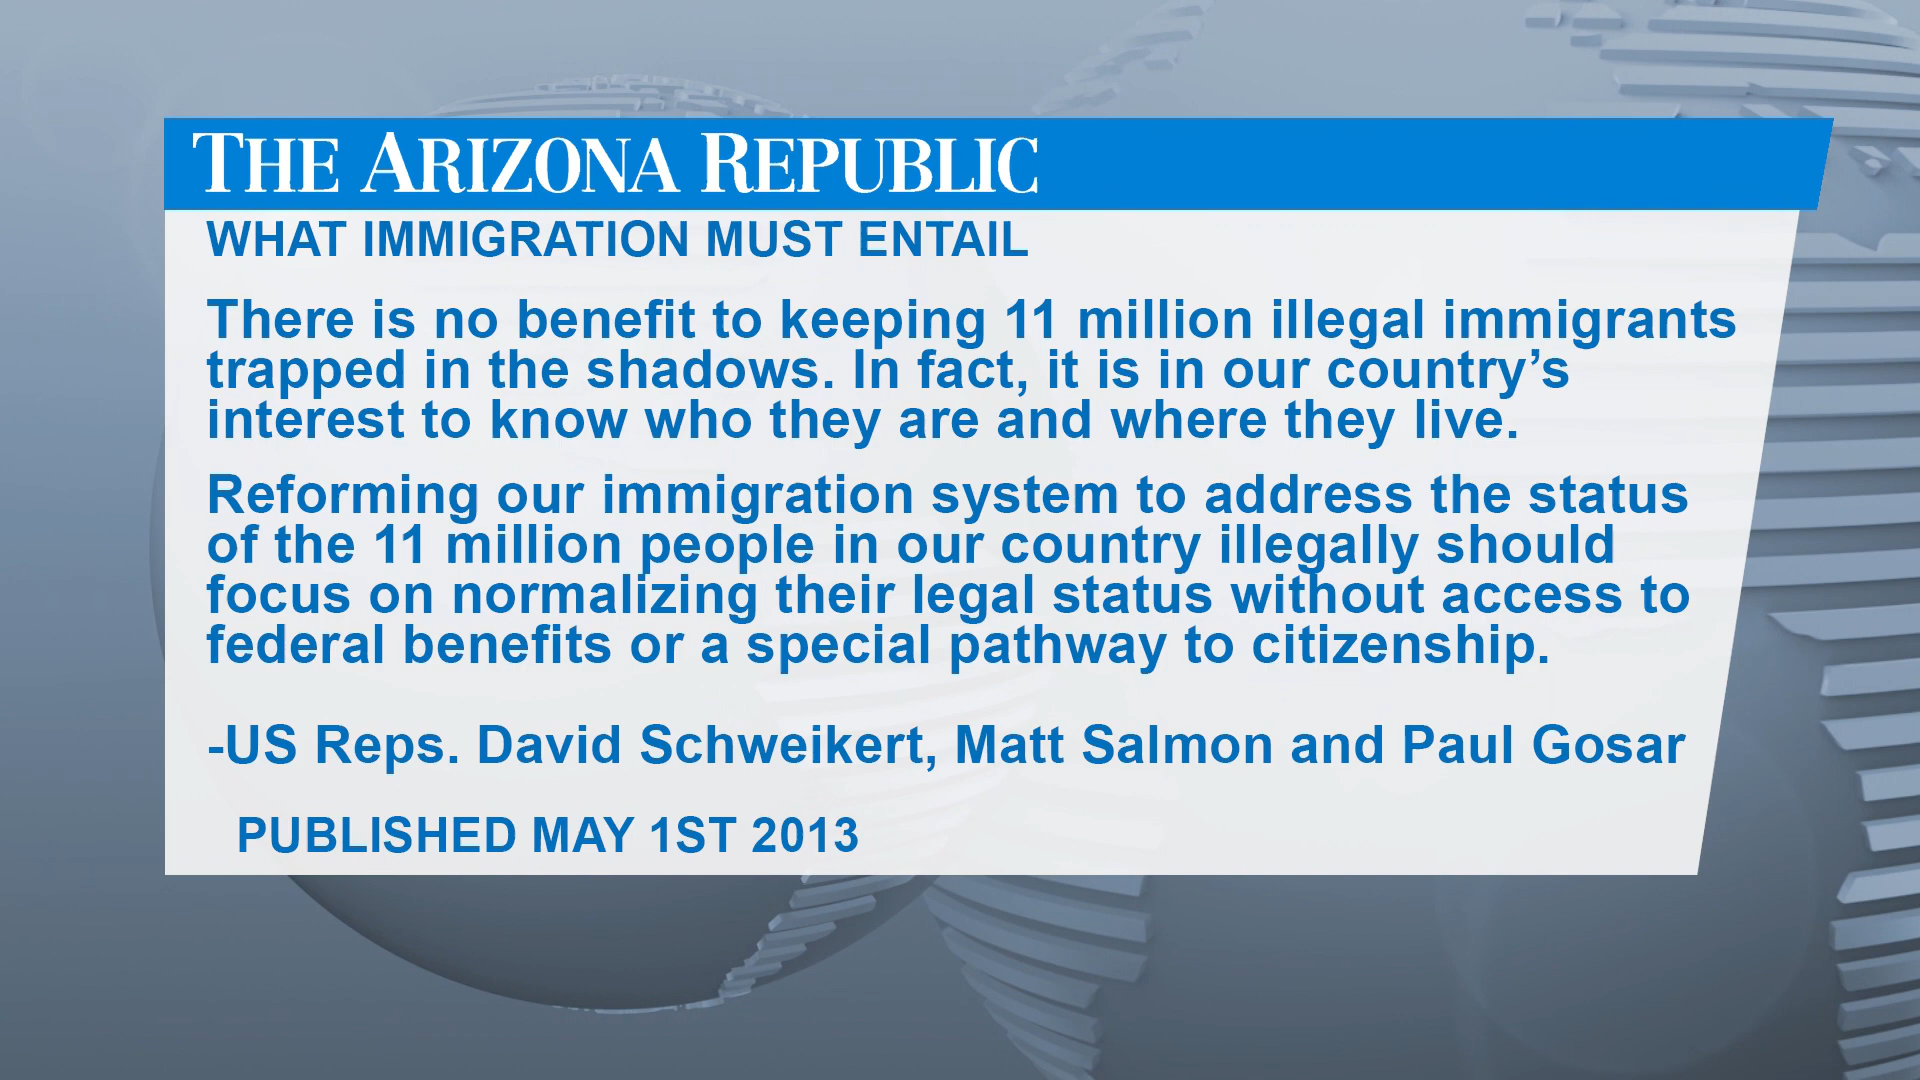 THE ARIZONA REPUBLIC
WHAT IMMIGRATION MUST ENTAIL
There is no benefit to keeping 11 million illegal immigrants
trapped in the shadows. In fact, it is in our country’s
interest to know who they are and where they live.
Reforming our immigration system to address the status
of the 11 million people in our country illegally should
focus on normalizing their legal status without access to
federal benefits or a special pathway to citizenship.
-US Reps. David Schweikert, Matt Salmon and Paul Gosar
PUBLISHED MAY 1ST 2013